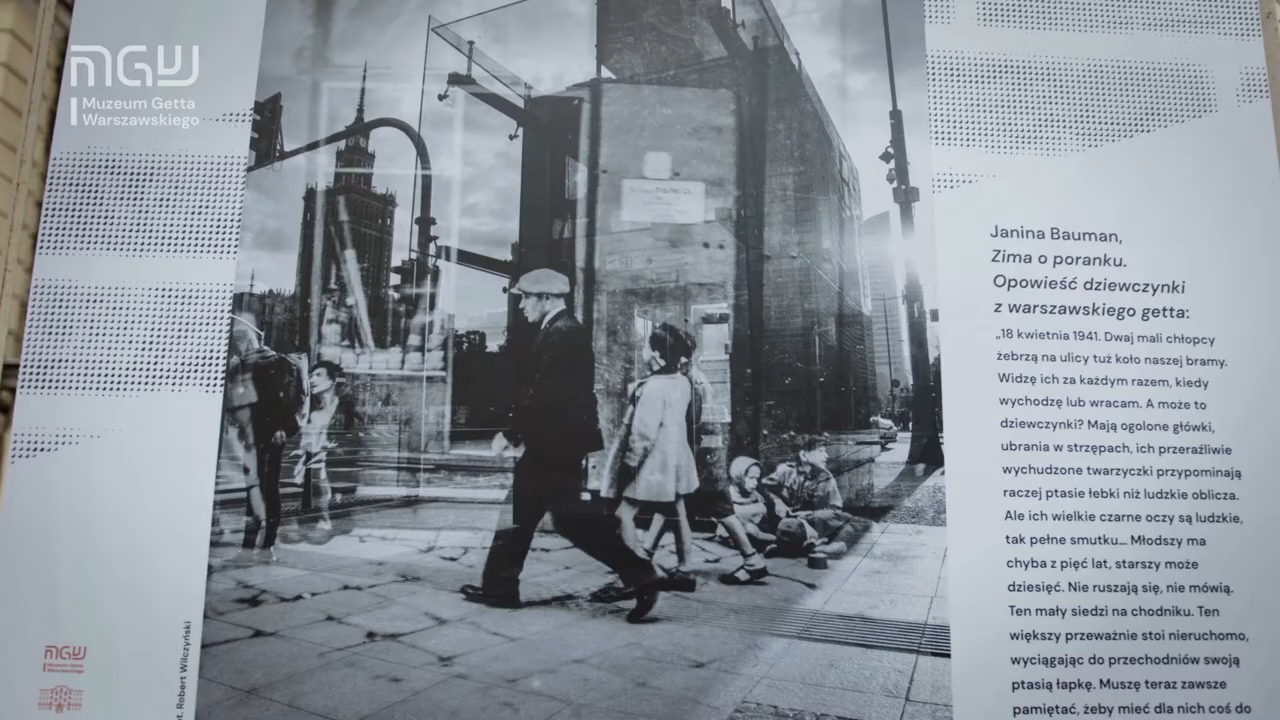 MGW
Muzeum Getta
Warszawskiego
Janina Bauman,
Zima o poranku.
Opowieść dziewczynki
z warszawskiego getta:
„18 kwietnia 1941. Dwaj mali chłopcy
żebrzą na ulicy tuż koło naszej bramy.
Widzę ich za każdym razem, kiedy
wychodzę lub wracam. A może to
dziewczynki? Mają ogolone główki,
ubrania w strzępach, ich przeraźliwie
wychudzone twarzyczki przypominają
raczej ptasie łebki niż ludzkie oblicza.
Ale ich wielkie czarne oczy są ludzkie,
tak pełne smutku... Młodszy ma
chyba z pięć lat, starszy może
dziesięć. Nie ruszają się, nie mówią.
Ten mały siedzi na chodniku. Ten
większy przeważnie stoi nieruchomo,
wyciągając do przechodniów swoją
ptasią łapkę. Muszę teraz zawsze
pamiętać, żeby mieć dla nich coś do
MGW
Muzeum Getta
Warszawskiego
Robert Wilczyński